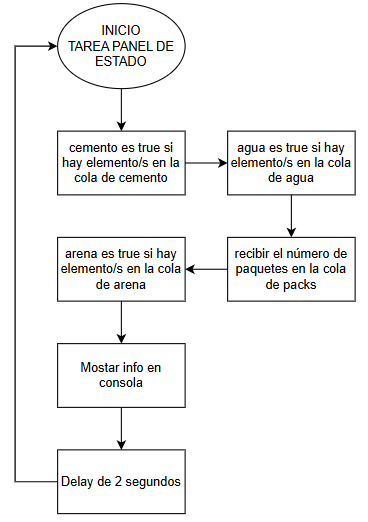 INICIO
TAREA PANEL DE
ESTADO
cemento es true si
hay elemento/s en la
cola de cemento
agua es true si hay
elemento/s en la cola
de agua
recibir el número de
paquetes en la cola
de packs
arena es true si hay
elemento/s en la cola
de arena
Mostar info en
consola
Delay de 2 segundos